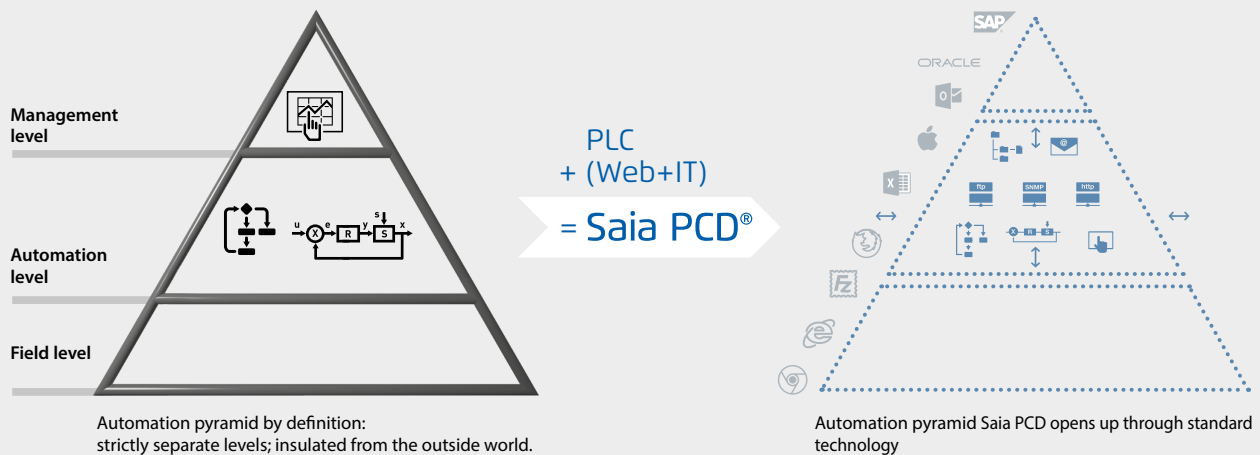 Management
level
Automation
level
Field level
u
e
y
s
x
X
R
S
Automation pyramid by definition:
strictly separate levels; insulated from the outside world.
PLC
+ (Web+IT)
= Saia PCD®
SAP
ORACLE
@
ftp
SNMP
http
X
R
S
Fz
Automation pyramid Saia PCD opens up through standard
technology